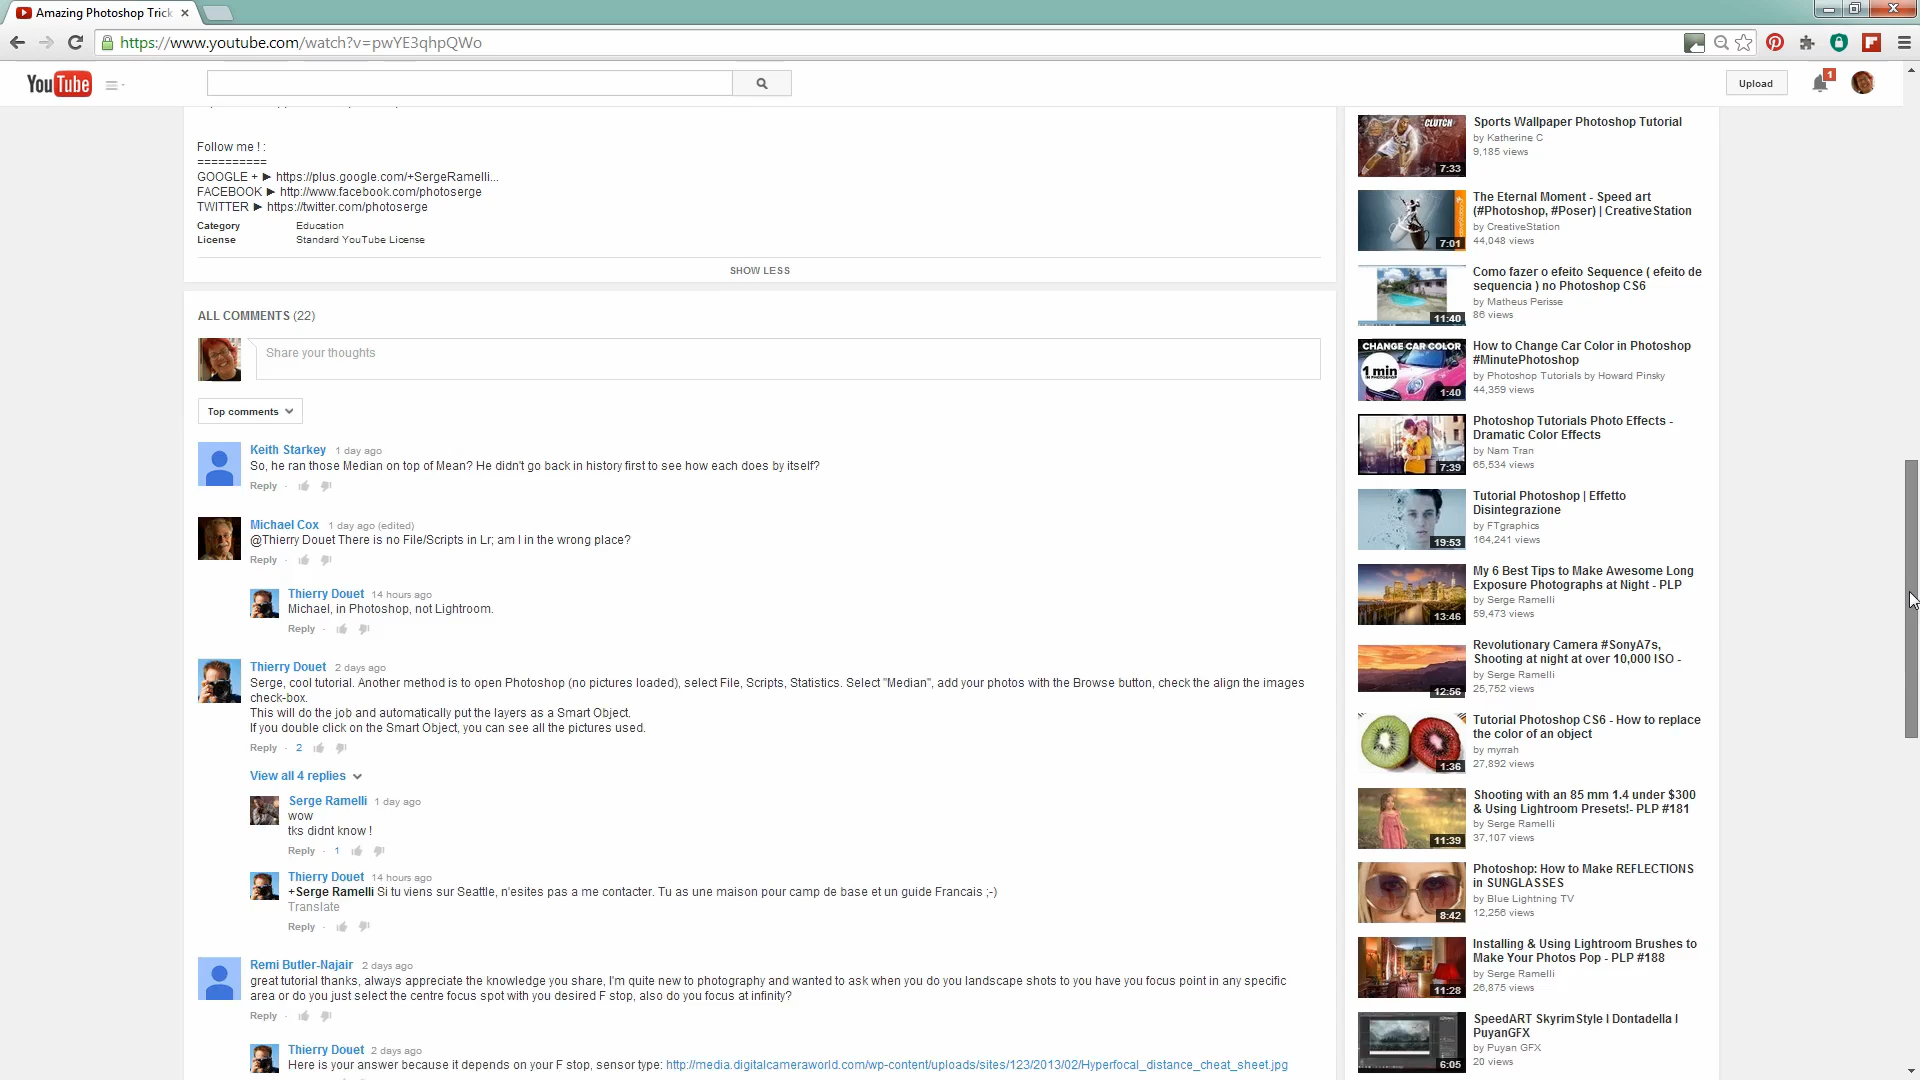 Amazing Photoshop Trick
https://www.youtube.com/watch?v=pwYE3qhpQWo
YouTube
Upload
1
Follow me ! :
==========
GOOGLE + ► https://plus.google.com/+SergeRamelli...
FACEBOOK ► http://www.facebook.com/photoserge
TWITTER ► https://twitter.com/photoserge
Category Education
License Standard YouTube License
SHOW LESS
ALL COMMENTS (22)
Share your thoughts
Top comments
Keith Starkey 1 day ago
So, he ran those Median on top of Mean? He didn't go back in history first to see how each does by itself?
Reply
Michael Cox 1 day ago (edited)
@Thierry Douet There is no File/Scripts in Lr; am I in the wrong place?
Reply
Thierry Douet 14 hours ago
Michael, in Photoshop, not Lightroom.
Reply
Thierry Douet 2 days ago
Serge, cool tutorial. Another method is to open Photoshop (no pictures loaded), select File, Scripts, Statistics. Select "Median", add your photos with the Browse button, check the align the images
check-box.
This will do the job and automatically put the layers as a Smart Object.
If you double click on the Smart Object, you can see all the pictures used.
Reply · 2
View all 4 replies
Serge Ramelli 1 day ago
wow
tks didnt know !
Reply · 1
Thierry Douet 14 hours ago
+Serge Ramelli Si tu viens sur Seattle, n'esites pas a me contacter. Tu as une maison pour camp de base et un guide Francais ;-)
Translate
Reply
Remi Butler-Najair 2 days ago
great tutorial thanks, always appreciate the knowledge you share, I'm quite new to photography and wanted to ask when you do you landscape shots to you have you focus point in any specific
area or do you just select the centre focus spot with you desired F stop, also do you focus at infinity?
Reply
Thierry Douet 2 days ago
Here is your answer because it depends on your F stop, sensor type: http://media.digitalcameraworld.com/wp-content/uploads/sites/123/2013/02/Hyperfocal_distance_cheat_sheet.jpg
CLUTCH
7:33
Sports Wallpaper Photoshop Tutorial
by Katherine C
9,185 views
7:01
The Eternal Moment - Speed art
(#Photoshop, #Poser) | CreativeStation
by CreativeStation
44,048 views
11:40
Como fazer o efeito Sequence ( efeito de
sequencia ) no Photoshop CS6
by Matheus Perisse
86 views
CHANGE CAR COLOR
1 min
IN PHOTOSHOP
1:40
How to Change Car Color in Photoshop
#MinutePhotoshop
by Photoshop Tutorials by Howard Pinsky
44,359 views
7:39
Photoshop Tutorials Photo Effects -
Dramatic Color Effects
by Nam Tran
65,534 views
19:53
Tutorial Photoshop | Effetto
Disintegrazione
by FTgraphics
164,241 views
13:46
My 6 Best Tips to Make Awesome Long
Exposure Photographs at Night - PLP
by Serge Ramelli
59,473 views
12:56
Revolutionary Camera #SonyA7s,
Shooting at night at over 10,000 ISO -
by Serge Ramelli
25,752 views
1:36
Tutorial Photoshop CS6 - How to replace
the color of an object
by myrrah
27,892 views
11:39
Shooting with an 85 mm 1.4 under $300
& Using Lightroom Presets!- PLP #181
by Serge Ramelli
37,107 views
8:42
Photoshop: How to Make REFLECTIONS
in SUNGLASSES
by Blue Lightning TV
12,256 views
11:28
Installing & Using Lightroom Brushes to
Make Your Photos Pop - PLP #188
by Serge Ramelli
26,875 views
6:05
SpeedART Skyrim Style l Dontadella l
PuyanGFX
by Puyan GFX
20 views